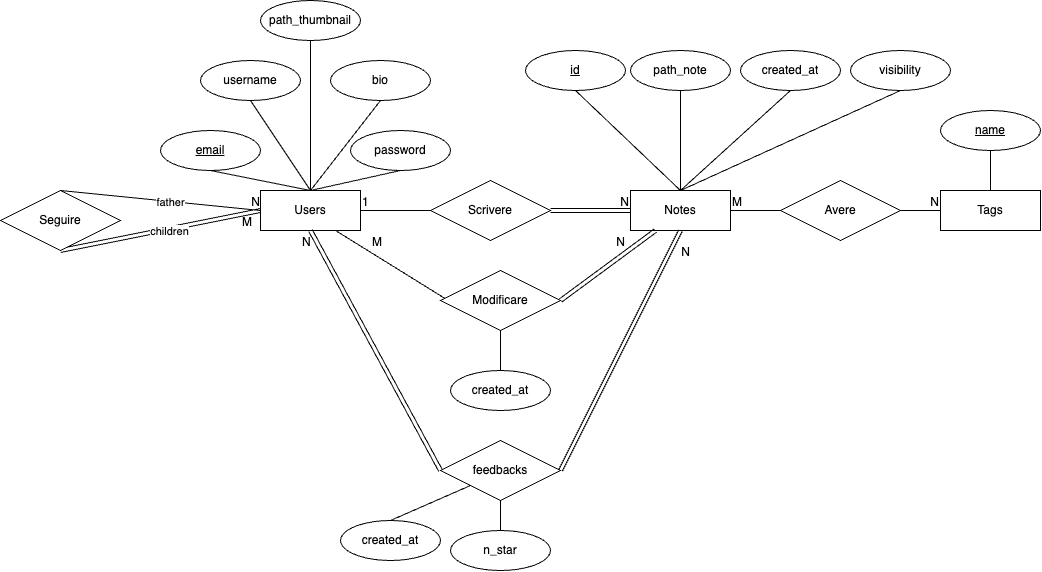 path_thumbnail
username
bio
id
path_note
created_at
visibility
email
password
name
Seguire
father
children
N
M
Users
1
Scrivere
N
Notes
M
Avere
N
Tags
N
M
N
N
Modificare
created_at
feedbacks
created_at
n_star